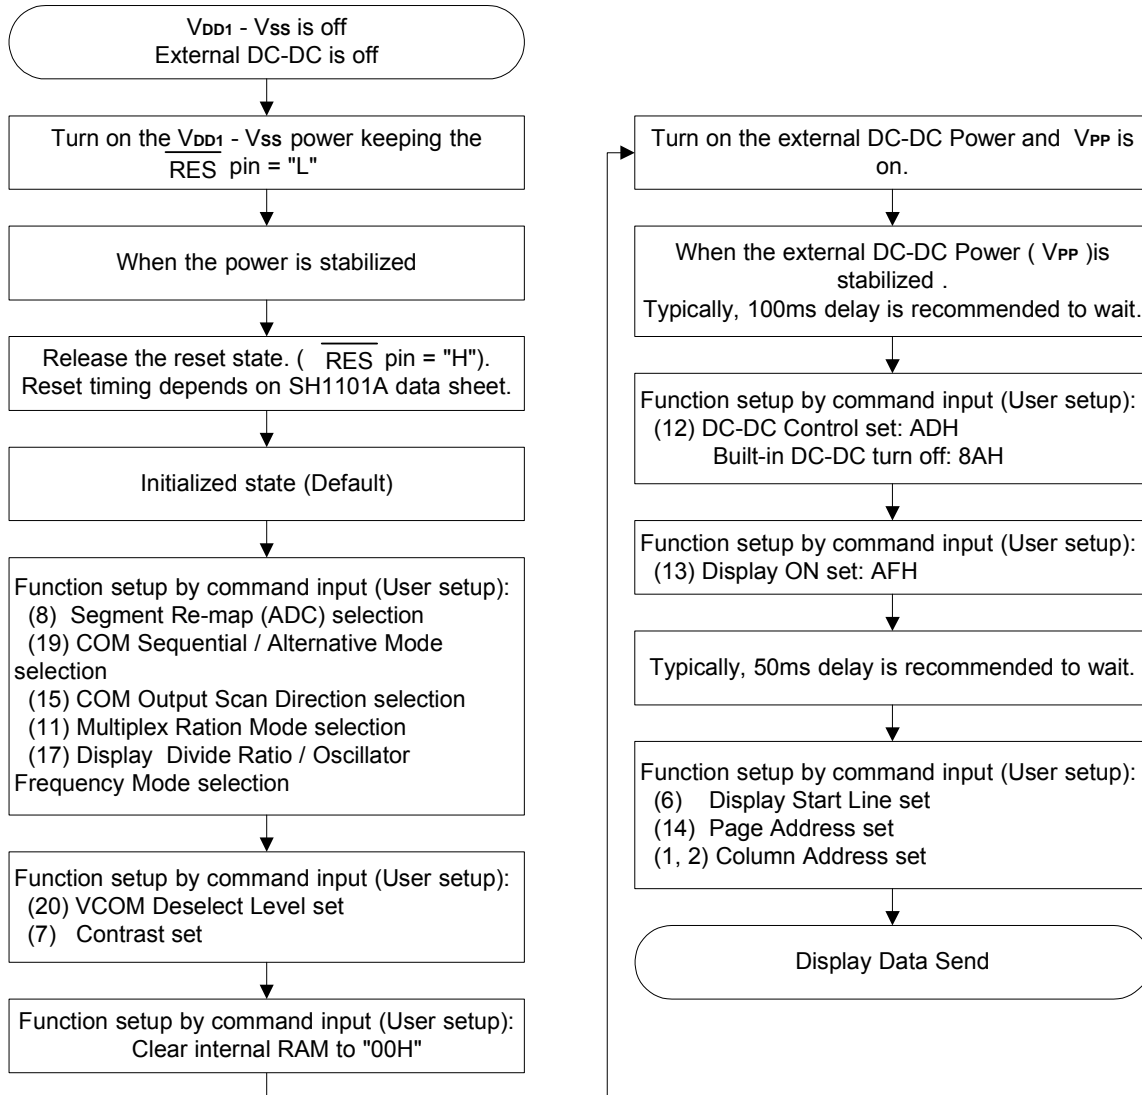 VDD1 - VSS is off
External DC-DC is off
Turn on the VDD1 - VSS power keeping the
RES pin = "L"
When the power is stabilized
Release the reset state. ( RES pin = "H").
Reset timing depends on SH1101A data sheet.
Initialized state (Default)
Function setup by command input (User setup):
(8) Segment Re-map (ADC) selection
(19) COM Sequential / Alternative Mode
selection
(15) COM Output Scan Direction selection
(11) Multiplex Ration Mode selection
(17) Display Divide Ratio / Oscillator
Frequency Mode selection
Function setup by command input (User setup):
(20) VCOM Deselect Level set
(7) Contrast set
Function setup by command input (User setup):
Clear internal RAM to "00H"
Turn on the external DC-DC Power and VPP is
on.
When the external DC-DC Power ( VPP )is
stabilized .
Typically, 100ms delay is recommended to wait.
Function setup by command input (User setup):
(12) DC-DC Control set: ADH
Built-in DC-DC turn off: 8AH
Function setup by command input (User setup):
(13) Display ON set: AFH
Typically, 50ms delay is recommended to wait.
Function setup by command input (User setup):
(6) Display Start Line set
(14) Page Address set
(1, 2) Column Address set
Display Data Send